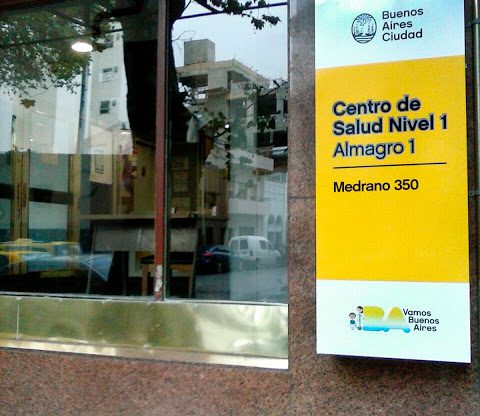 Buenos
Aires
Ciudad
Centro de
Salud Nivel 1
Almagro 1
Medrano 350
BA
Vamos
Buenos
Aires